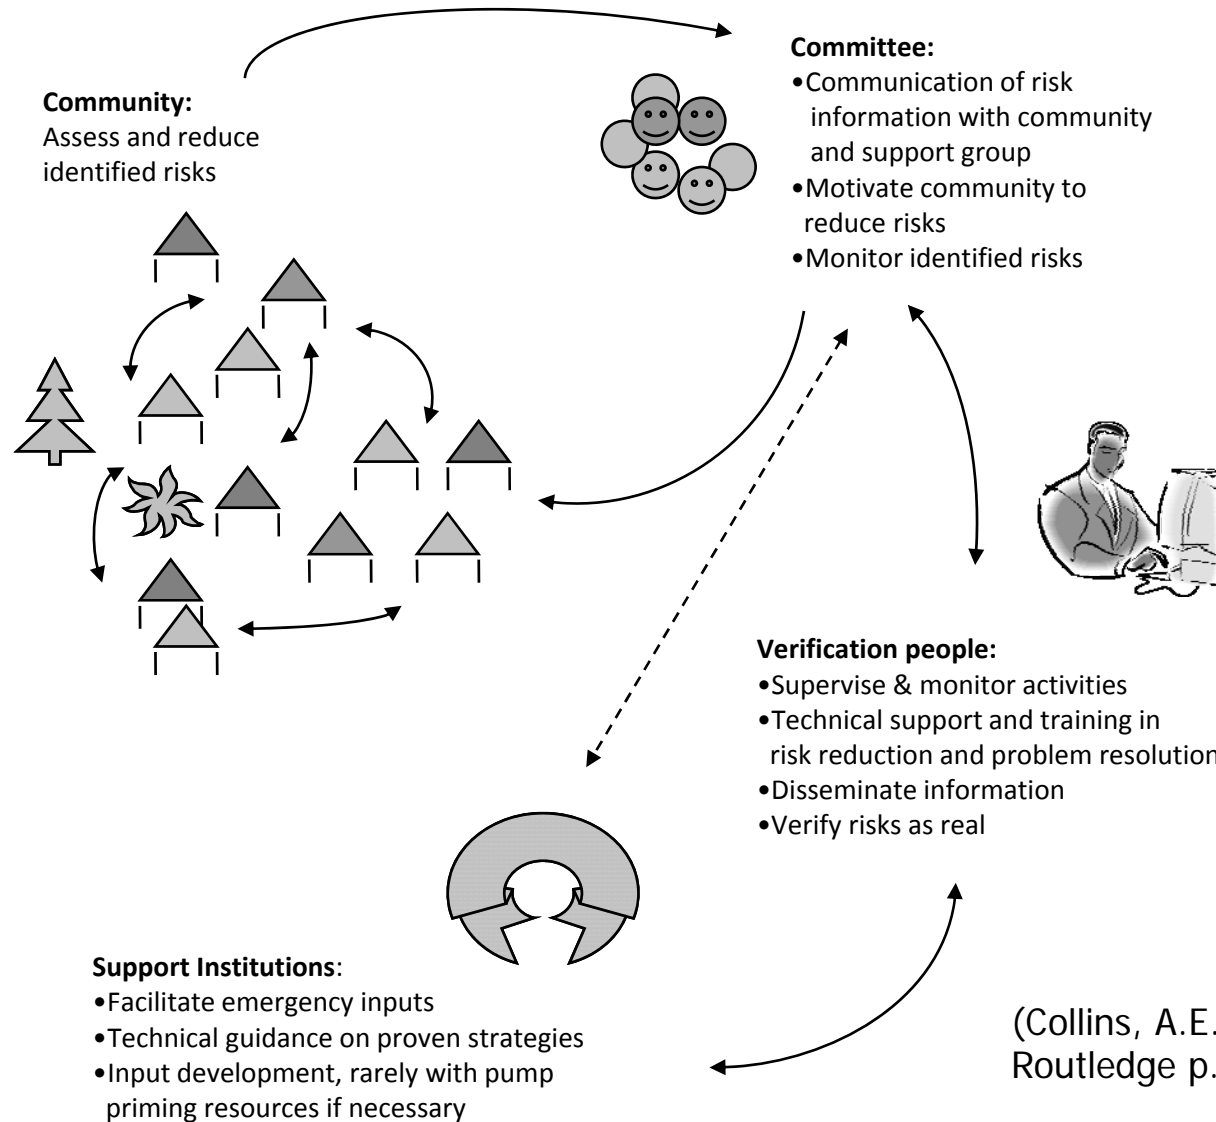 Community:
Assess and reduce
identified risks
Committee:
•Communication of risk
information with community
and support group
•Motivate community to
reduce risks
•Monitor identified risks
Verification people:
•Supervise & monitor activities
•Technical support and training in
risk reduction and problem resolution
•Disseminate information
•Verify risks as real
Support Institutions:
•Facilitate emergency inputs
•Technical guidance on proven strategies
•Input development, rarely with pump
priming resources if necessary
(Collins, A.E.
Routledge p.